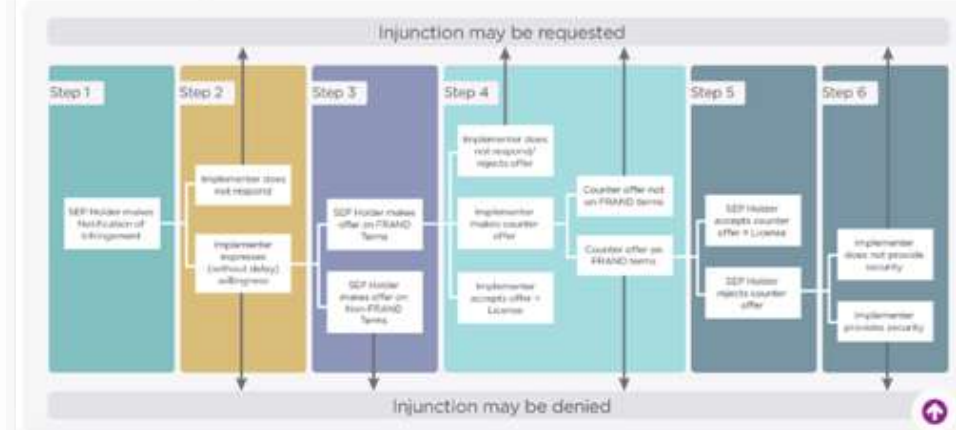 Injunction may be requested
Step 1
Step 2
Step 3
Step 4
Step 5
Step 6
SEP Holder makes
Notification of
Infringement
Implementer does
not respond
Implementer
expresses
(without delay)
willingness
SEP Holder makes
offer on FRAND
Terms
SEP Holder
makes offer on
Non-FRAND
Terms
Implementer does
not respond/
rejects offer
Implementer
makes counter
offer
Implementer
accepts offer =
License
Counter offer not
on FRAND terms
Counter offer on
FRAND terms
SEP Holder
accepts counter
offer = License
SEP Holder
rejects counter
offer
Implementer
does not provide
security
Implementer
provides security
Injunction may be denied